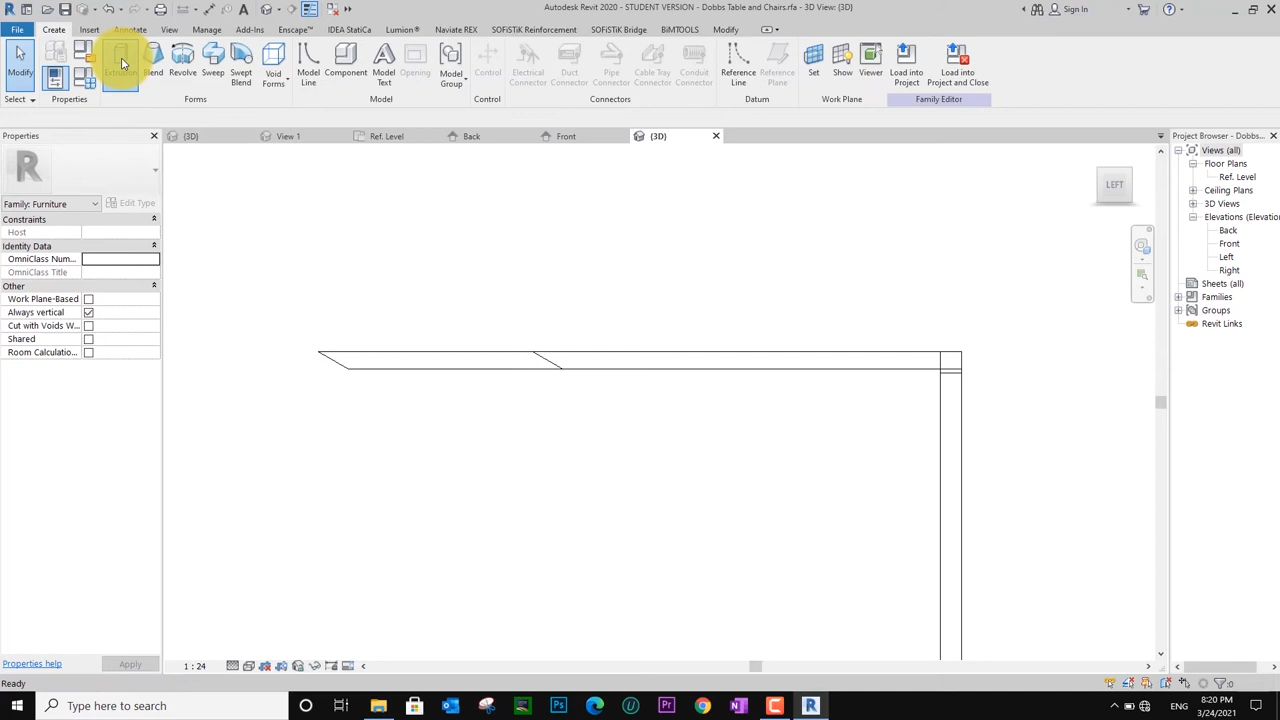 Autodesk Revit 2020 - STUDENT VERSION - Dobbs Table and Chairs.rfa - 3D View: {3D}
Sign In
File Create Insert Annotate View Manage Add-Ins Enscape™ IDEA StatiCa Lumion® Naviate REX SOFiSTiK Reinforcement SOFiSTiK Bridge BiMTOOLS Modify
Modify
Extrusion Blend Revolve Sweep Swept Blend Void Forms
Model Line Component Model Text Opening Model Group
Control
Electrical Connector Duct Connector Pipe Connector Cable Tray Connector Conduit Connector
Reference Line Reference Plane
Set Show Viewer
Load into Project Load into Project and Close
Select Properties Forms Model Control Connectors Datum Work Plane Family Editor
Properties
{3D} View 1 Ref. Level Back Front {3D}
Project Browser - Dobbs...
R
Family: Furniture Edit Type
Constraints
Host
Identity Data
OmniClass Num...
OmniClass Title
Other
Work Plane-Based
Always vertical
Cut with Voids W...
Shared
Room Calculatio...
Properties help Apply
LEFT
Views (all)
Floor Plans
Ref. Level
Ceiling Plans
3D Views
Elevations (Elevation
Back
Front
Left
Right
Sheets (all)
Families
Groups
Revit Links
1 : 24
Ready
:0
Type here to search
ENG
8:20 PM
3/24/2021